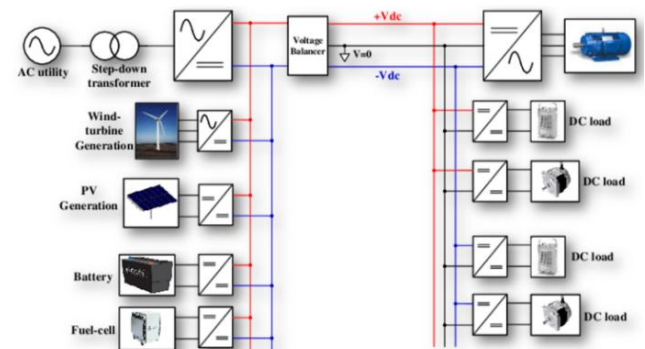 +Vdc
Voltage
Balancer
V=0
-Vdc
AC utility
Step-down
transformer
Wind-
turbine
Generation
PV
Generation
Battery
Fuel-cell
DC load
DC load
DC load
DC load